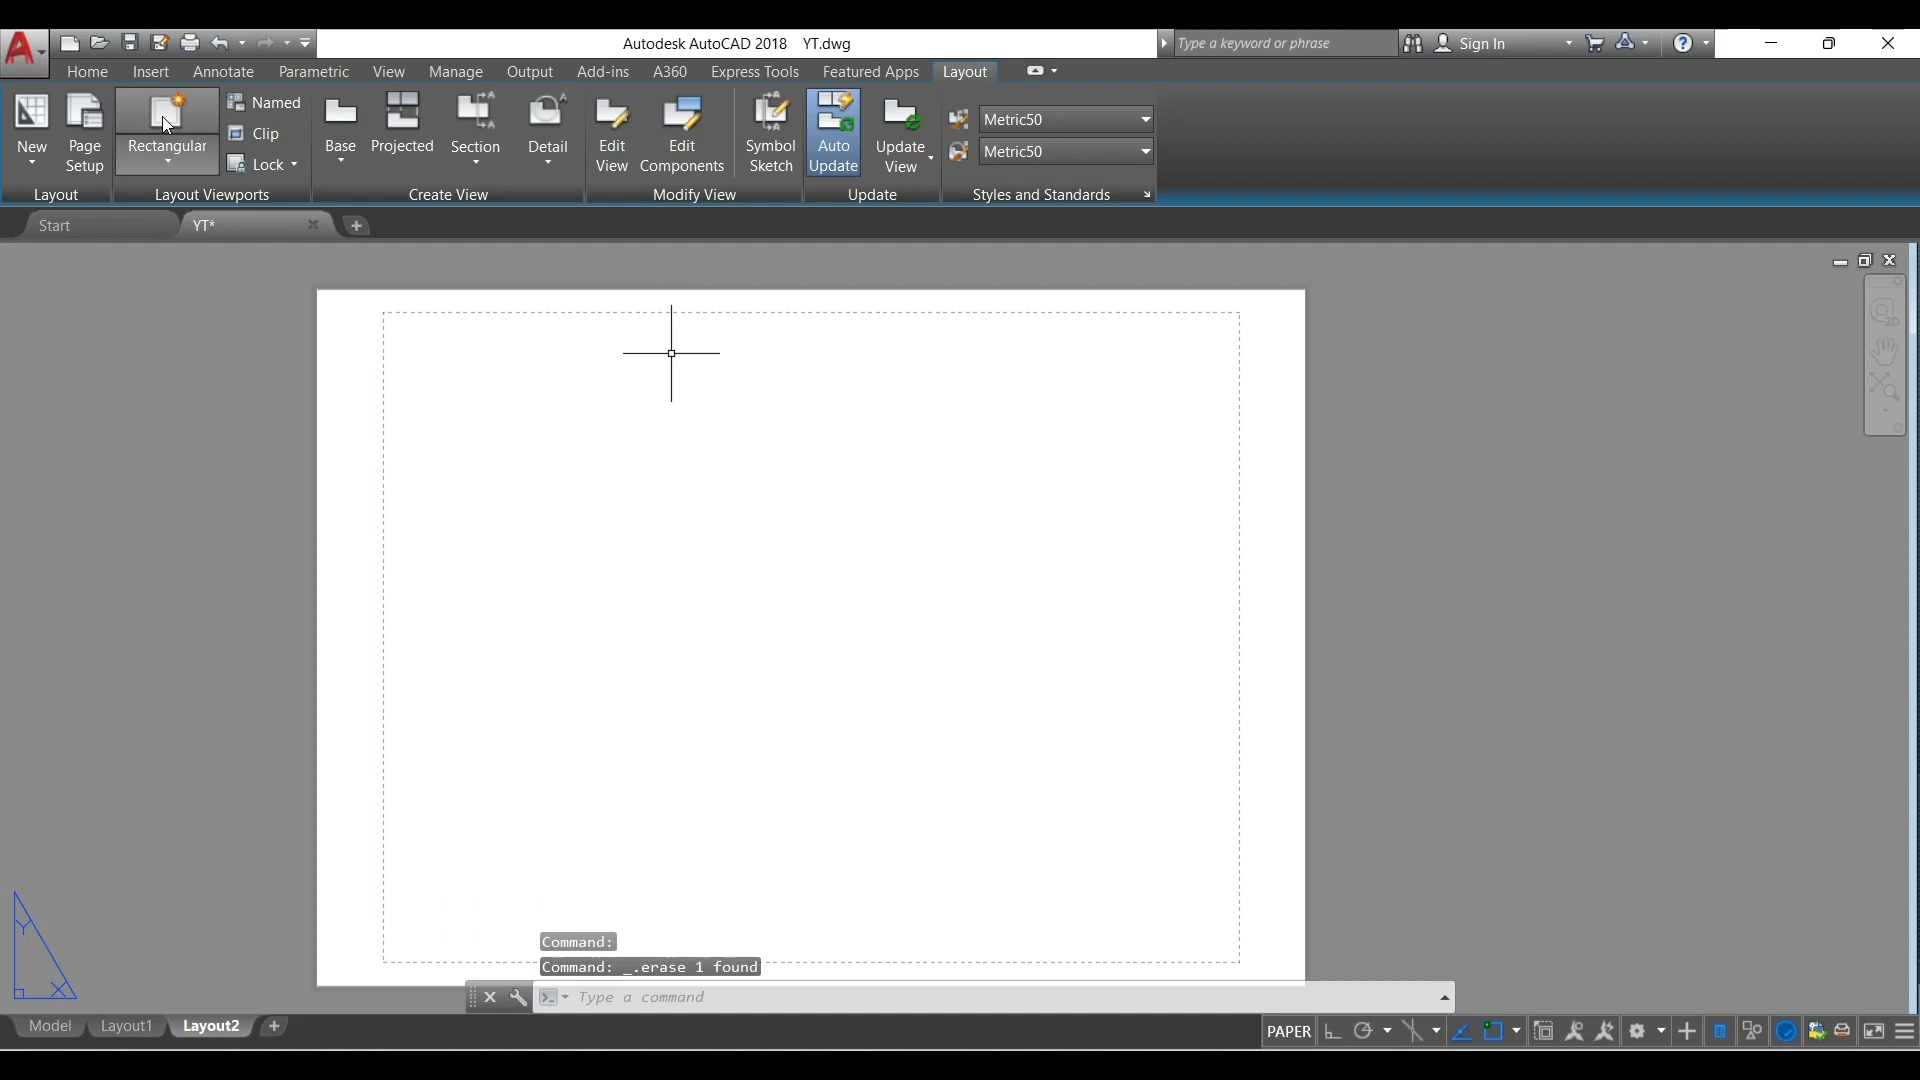 Autodesk AutoCAD 2018 YT.dwg
Type a keyword or phrase
Sign In
Home Insert Annotate Parametric View Manage Output Add-ins A360 Express Tools Featured Apps Layout
New
Page Setup
Rectangular
Named
Clip
Lock
Base
Projected
Section
Detail
Edit View
Edit Components
Symbol Sketch
Auto Update
Update View
Metric50
Metric50
Layout
Layout Viewports
Create View
Modify View
Update
Styles and Standards
Start
YT*
2D
Y
X
Command:
Command: _.erase 1 found
Type a command
Model
Layout1
Layout2
PAPER